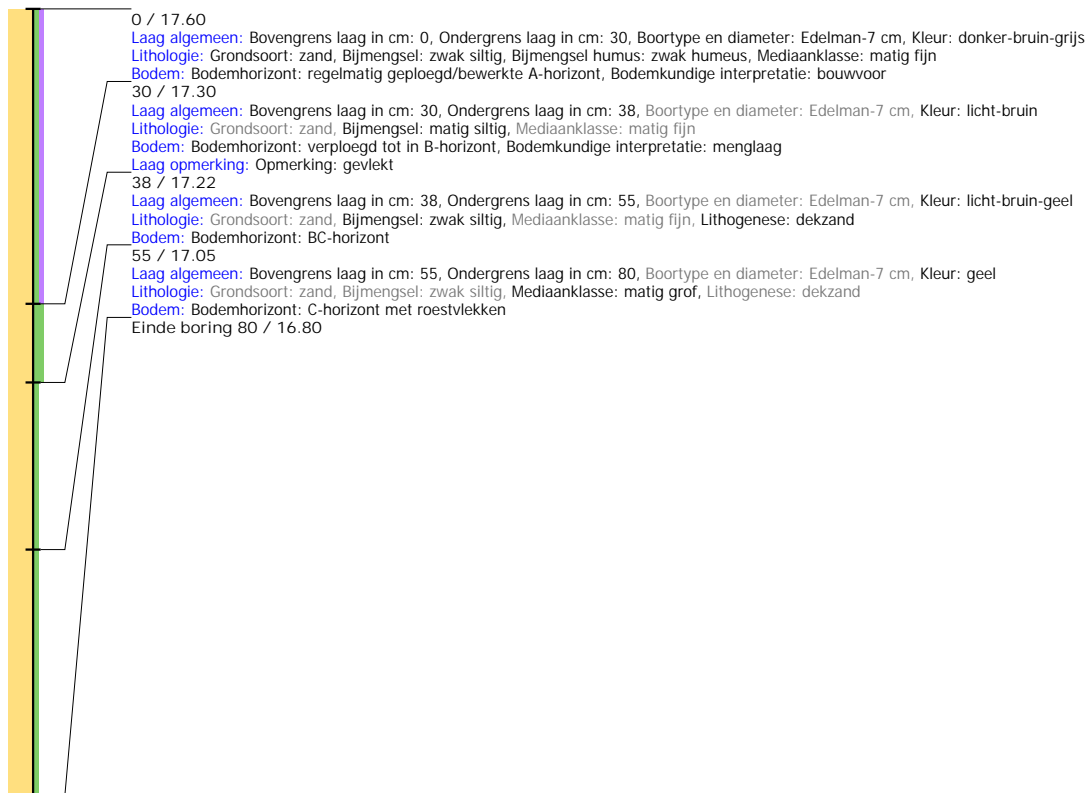 0 / 17.60
Laag algemeen: Bovengrens laag in cm: 0, Ondergrens laag in cm: 30, Boortype en diameter: Edelman-7 cm, Kleur: donker-bruin-grijs
Lithologie: Grondsoort: zand, Bijmengsel: zwak siltig, Bijmengsel humus: zwak humeus, Mediaanklasse: matig fijn
Bodem: Bodemhorizont: regelmatig geploegd/bewerkte A-horizont, Bodemkundige interpretatie: bouwvoor
30 / 17.30
Laag algemeen: Bovengrens laag in cm: 30, Ondergrens laag in cm: 38, Boortype en diameter: Edelman-7 cm, Kleur: licht-bruin
Lithologie: Grondsoort: zand, Bijmengsel: matig siltig, Mediaanklasse: matig fijn
Bodem: Bodemhorizont: verploegd tot in B-horizont, Bodemkundige interpretatie: menglaag
Laag opmerking: Opmerking: gevlekt
38 / 17.22
Laag algemeen: Bovengrens laag in cm: 38, Ondergrens laag in cm: 55, Boortype en diameter: Edelman-7 cm, Kleur: licht-bruin-geel
Lithologie: Grondsoort: zand, Bijmengsel: zwak siltig, Mediaanklasse: matig fijn, Lithogenese: dekzand
Bodem: Bodemhorizont: BC-horizont
55 / 17.05
Laag algemeen: Bovengrens laag in cm: 55, Ondergrens laag in cm: 80, Boortype en diameter: Edelman-7 cm, Kleur: geel
Lithologie: Grondsoort: zand, Bijmengsel: zwak siltig, Mediaanklasse: matig grof, Lithogenese: dekzand
Bodem: Bodemhorizont: C-horizont met roestvlekken
Einde boring 80 / 16.80